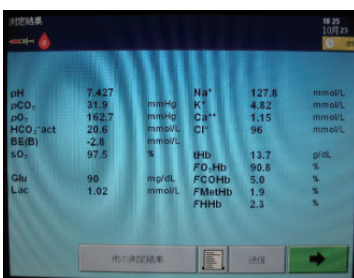 測定結果
18:25
10月23
pH 7.427 Na⁺ 127.8 mmol/L
pCO₂ 31.9 mmHg K⁺ 4.82 mmol/L
pO₂ 162.7 mmHg Ca⁺⁺ 1.15 mmol/L
HCO₃⁻act 20.6 mmol/L Cl⁻ 96 mmol/L
BE(B) -2.8 mmol/L
sO₂ 97.5 % tHb 13.7 g/dL
FO₂Hb 90.8 %
Glu 90 mg/dL FCOHb 5.0 %
Lac 1.02 mmol/L FMetHb 1.9 %
FHHb 2.3 %
他の測定結果 送信